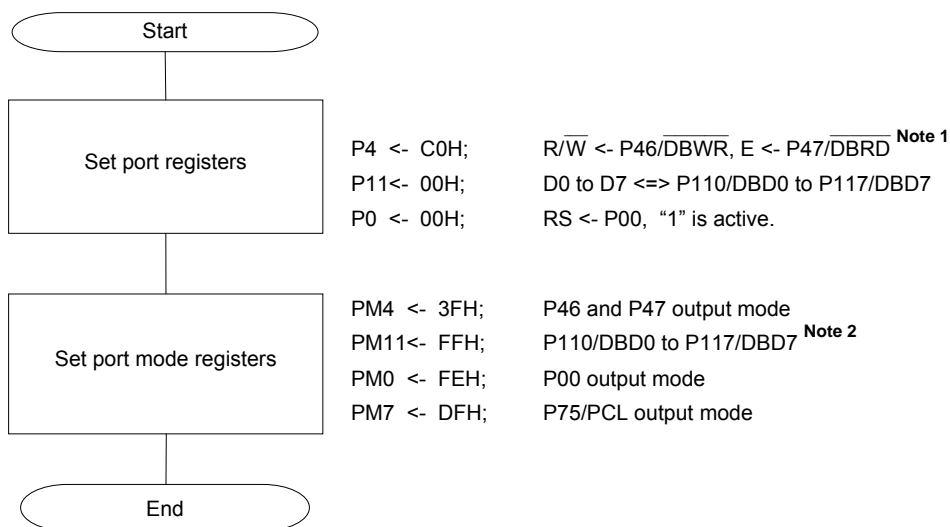 Start
Set port registers
P4 <- C0H; R/W̅ <- P46/D̅B̅W̅R̅, E <- P47/D̅B̅R̅D̅ Note 1
P11<- 00H; D0 to D7 <=> P110/DBD0 to P117/DBD7
P0 <- 00H; RS <- P00, “1” is active.
Set port mode registers
PM4 <- 3FH; P46 and P47 output mode
PM11<- FFH; P110/DBD0 to P117/DBD7 Note 2
PM0 <- FEH; P00 output mode
PM7 <- DFH; P75/PCL output mode
End